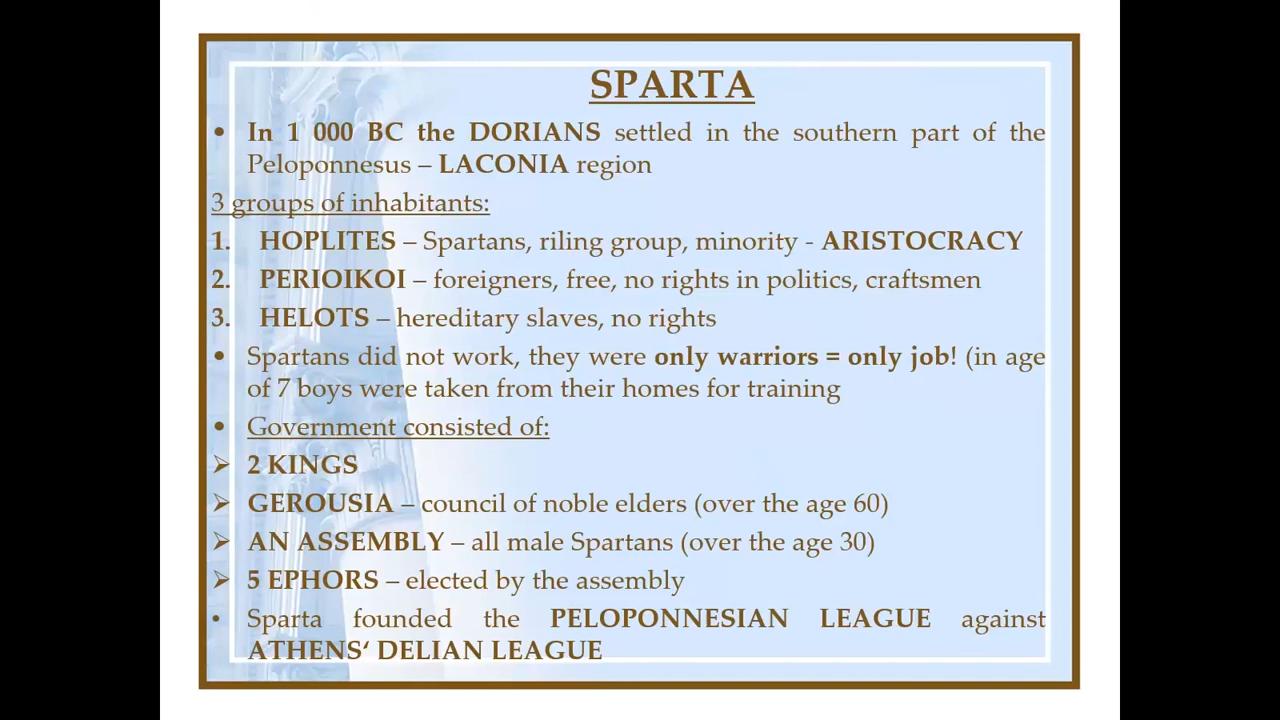 SPARTA
• In 1 000 BC the DORIANS settled in the southern part of the
Peloponnesus – LACONIA region
3 groups of inhabitants:
1. HOPLITES – Spartans, riling group, minority - ARISTOCRACY
2. PERIOIKOI – foreigners, free, no rights in politics, craftsmen
3. HELOTS – hereditary slaves, no rights
• Spartans did not work, they were only warriors = only job! (in age
of 7 boys were taken from their homes for training
• Government consisted of:
➢ 2 KINGS
➢ GEROUSIA – council of noble elders (over the age 60)
➢ AN ASSEMBLY – all male Spartans (over the age 30)
➢ 5 EPHORS – elected by the assembly
• Sparta founded the PELOPONNESIAN LEAGUE against
ATHENS‘ DELIAN LEAGUE